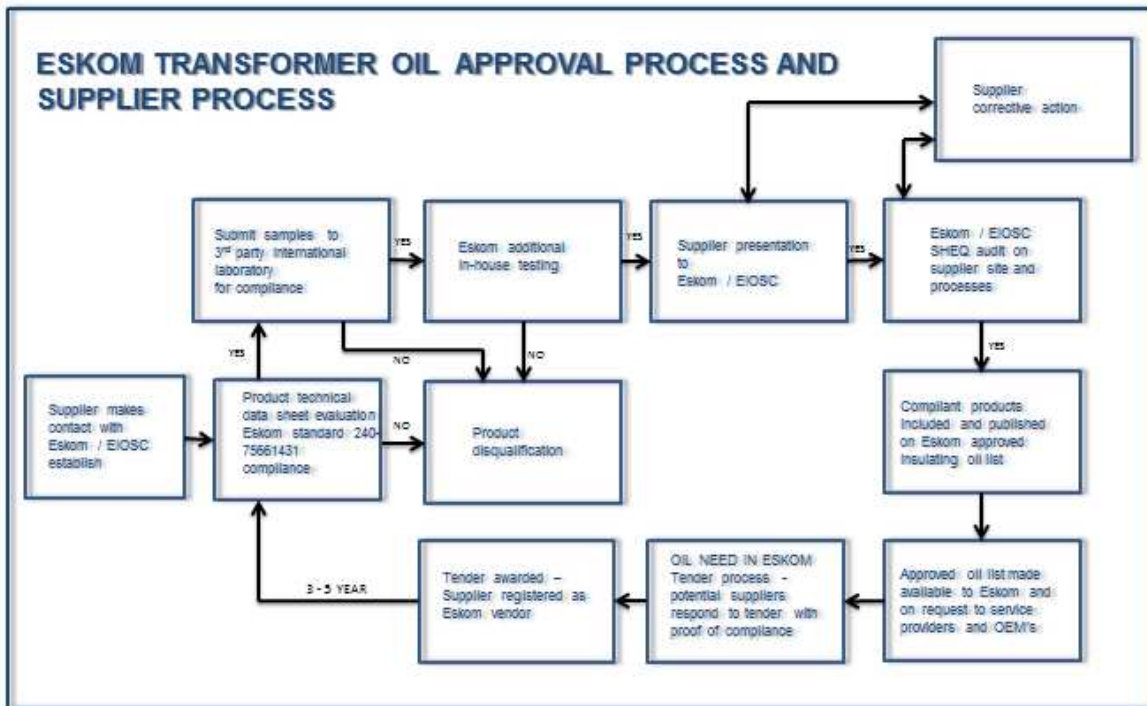 ESKOM TRANSFORMER OIL APPROVAL PROCESS AND
SUPPLIER PROCESS
Supplier
corrective action
Submit samples to
3rd party International
laboratory
for compliance
YES
Eskom additional
in-house testing
YES
Supplier presentation
to
Eskom / EIOSC
YES
Eskom / EIOSC
SHEQ audit on
supplier site and
processes
YES
NO
NO
YES
Supplier makes
contact with
Eskom / EIOSC
establish
Product technical
data sheet evaluation
Eskom standard 240-
75661431
compliance
NO
Product
disqualification
Compliant products
included and published
on Eskom approved
insulating oil list
3 - 5 YEAR
Tender awarded –
Supplier registered as
Eskom vendor
OIL NEED IN ESKOM
Tender process -
potential suppliers
respond to tender with
proof of compliance
Approved oil list made
available to Eskom and
on request to service
providers and OEM's